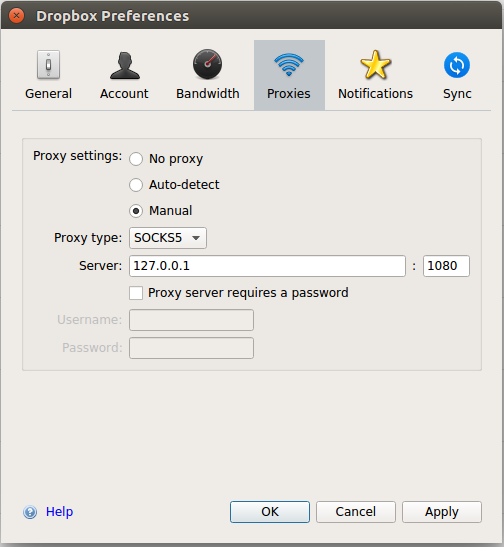 Dropbox Preferences
General Account Bandwidth Proxies Notifications Sync
Proxy settings: No proxy
Auto-detect
Manual
Proxy type: SOCKS5
Server: 127.0.0.1 : 1080
Proxy server requires a password
Username:
Password:
Help OK Cancel Apply